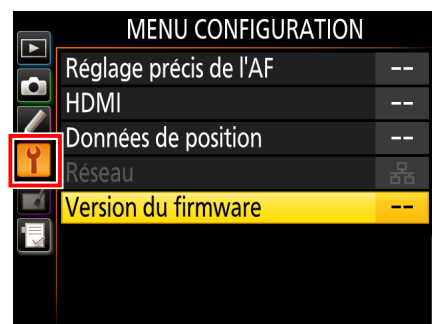 MENU CONFIGURATION
Réglage précis de l'AF --
HDMI --
Données de position --
Réseau
Version du firmware --